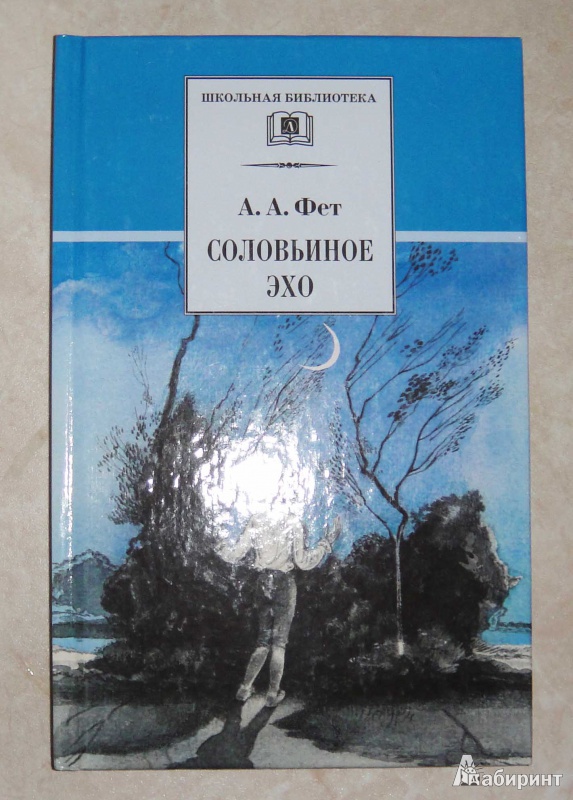 ШКОЛЬНАЯ БИБЛИОТЕКА
А. А. Фет
СОЛОВЬИНОЕ
ЭХО
Лабиринт